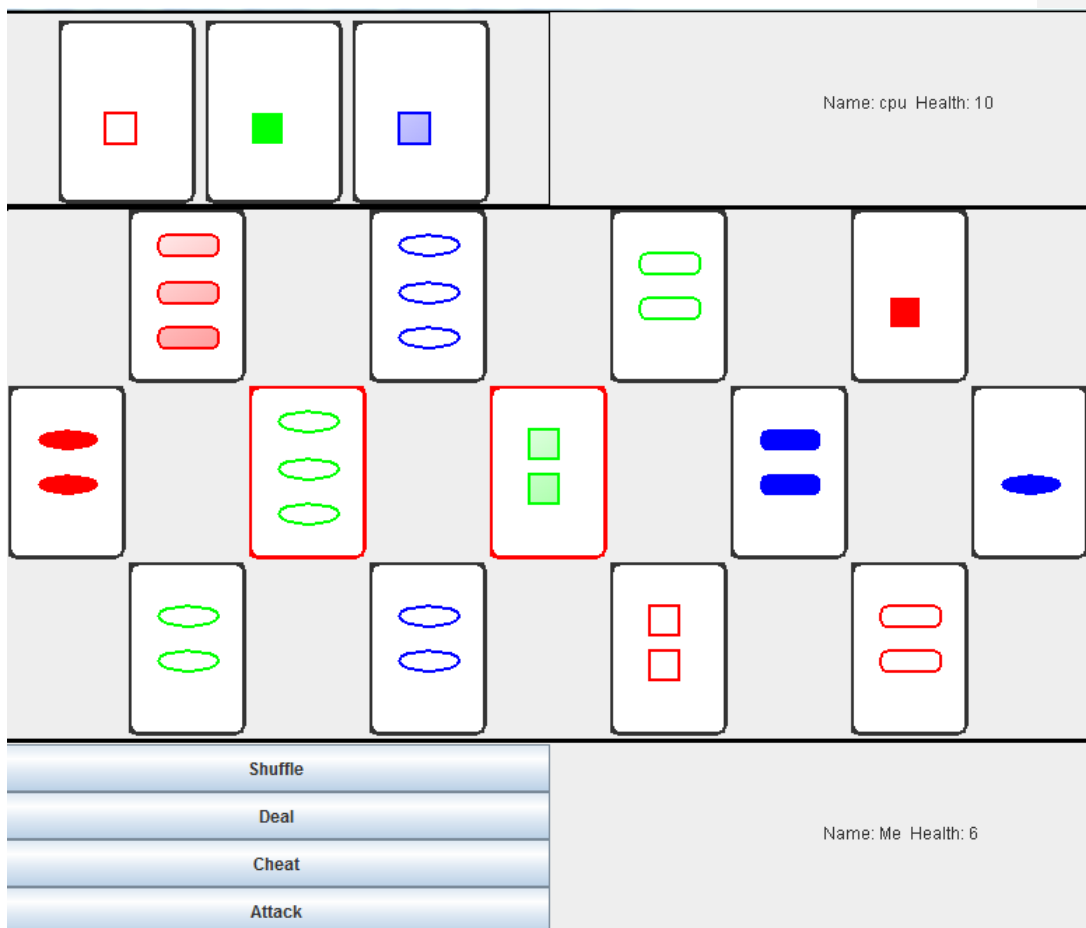 Name: cpu Health: 10
Shuffle
Deal
Cheat
Attack
Name: Me Health: 6